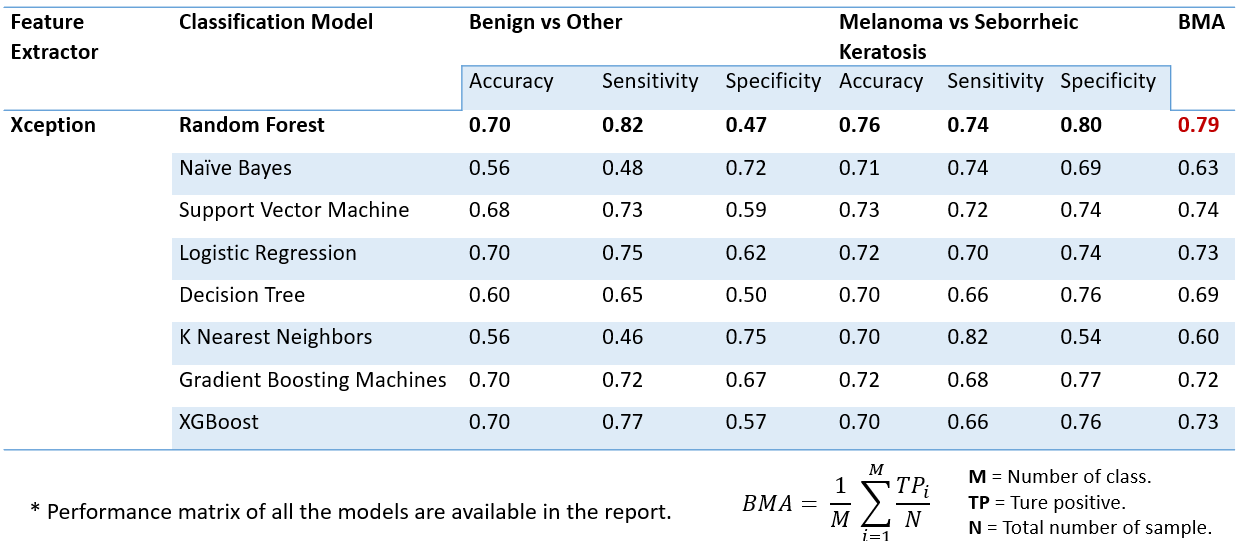 Feature Extractor Classification Model Benign vs Other Melanoma vs Seborrheic Keratosis BMA
Accuracy Sensitivity Specificity Accuracy Sensitivity Specificity
Xception Random Forest 0.70 0.82 0.47 0.76 0.74 0.80 0.79
Naïve Bayes 0.56 0.48 0.72 0.71 0.74 0.69 0.63
Support Vector Machine 0.68 0.73 0.59 0.73 0.72 0.74 0.74
Logistic Regression 0.70 0.75 0.62 0.72 0.70 0.74 0.73
Decision Tree 0.60 0.65 0.50 0.70 0.66 0.76 0.69
K Nearest Neighbors 0.56 0.46 0.75 0.70 0.82 0.54 0.60
Gradient Boosting Machines 0.70 0.72 0.67 0.72 0.68 0.77 0.72
XGBoost 0.70 0.77 0.57 0.70 0.66 0.76 0.73
* Performance matrix of all the models are available in the report.
BMA = 1/M ∑_{i=1}^{M} TP_i/N
M = Number of class.
TP = Ture positive.
N = Total number of sample.